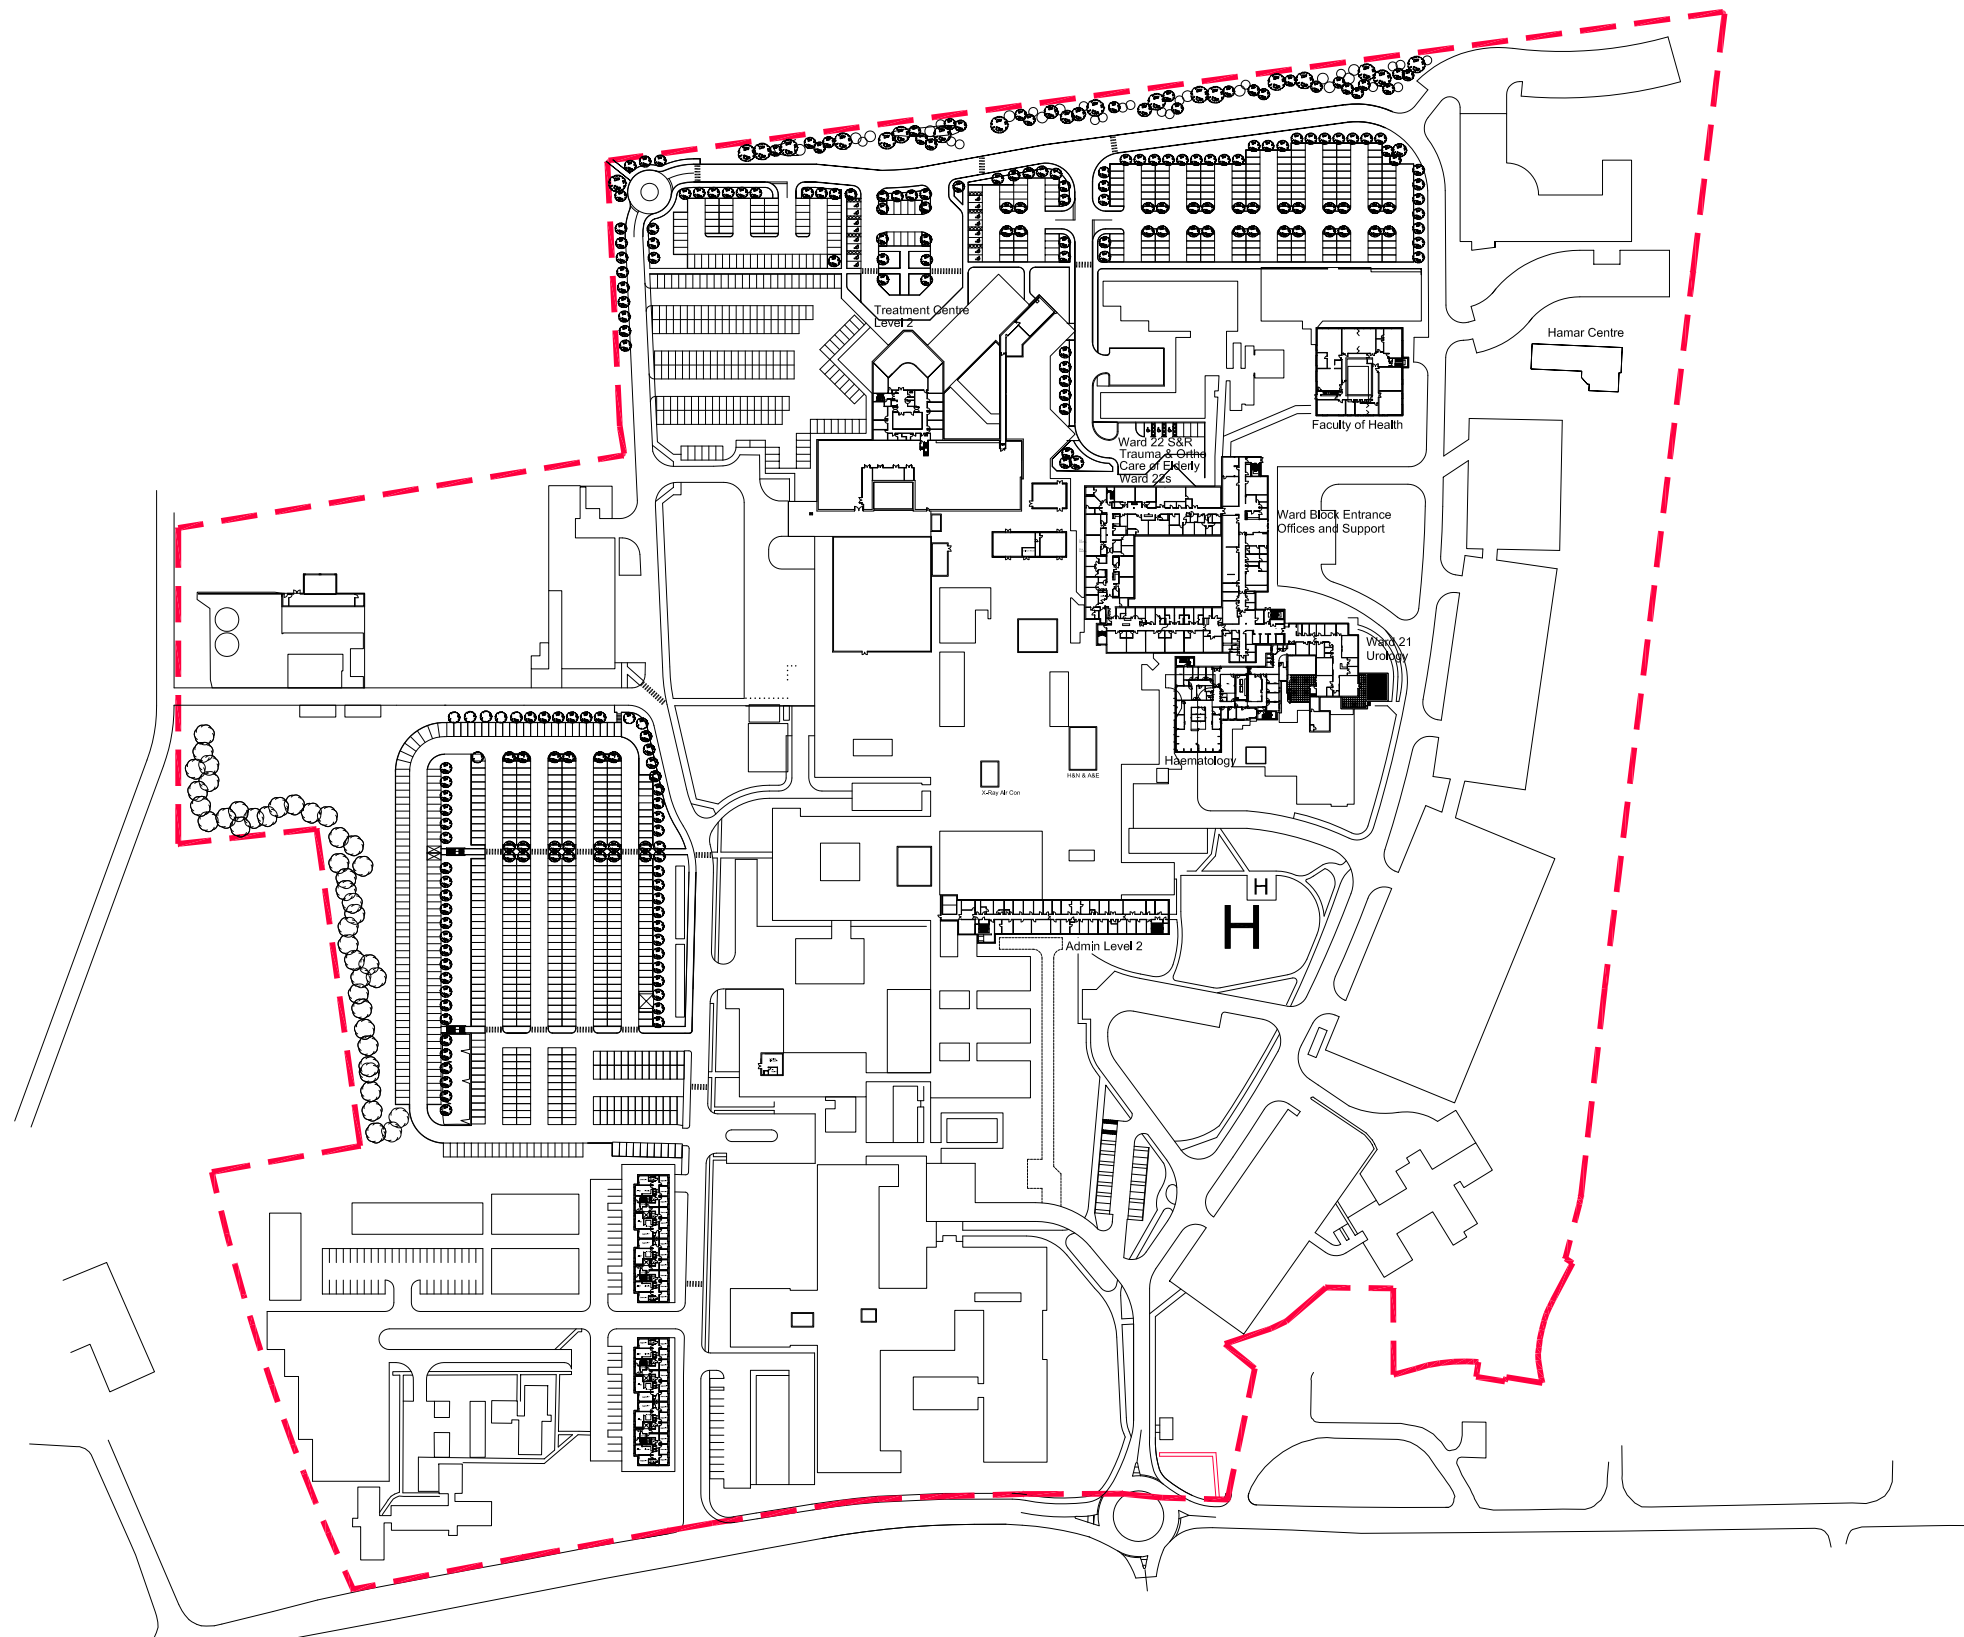 Treatment Centre
Level 2
Hamar Centre
Faculty of Health
Ward 22 S&R
Trauma & Ortho
Care of Elderly
Ward 22s
Ward Block Entrance
Offices and Support
Ward 21
Urology
Haematology
H&N & A&E
X-Ray Air Con
H
H
Admin Level 2